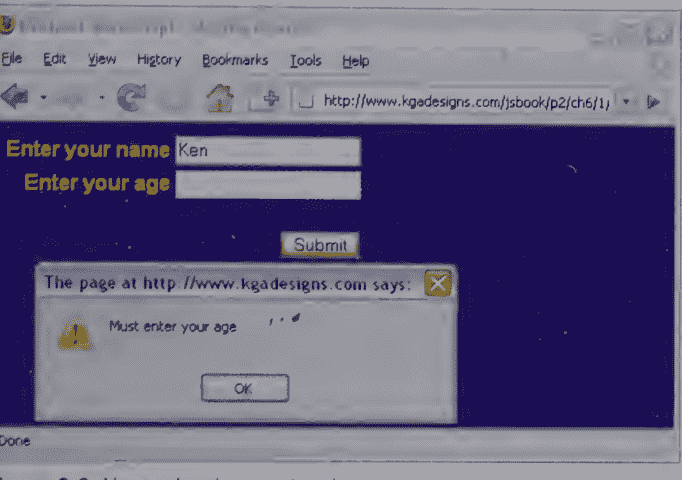 File Edit View History Bookmarks Tools Help
http://www.kgadesigns.com/jsbook/p2/ch6/1/
Enter your name Ken
Enter your age
Submit
The page at http://www.kgadesigns.com says:
Must enter your age
OK
Done